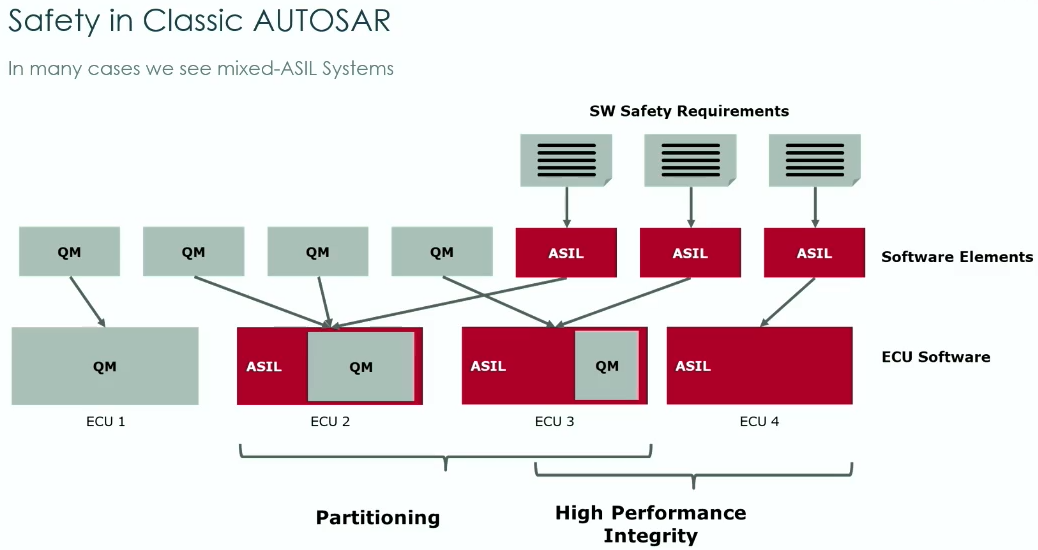 Safety in Classic AUTOSAR
In many cases we see mixed-ASIL Systems
SW Safety Requirements
QM
QM
QM
QM
ASIL
ASIL
ASIL
Software Elements
QM
ASIL
QM
ASIL
QM
ASIL
ECU Software
ECU 1
ECU 2
ECU 3
ECU 4
Partitioning
High Performance
Integrity